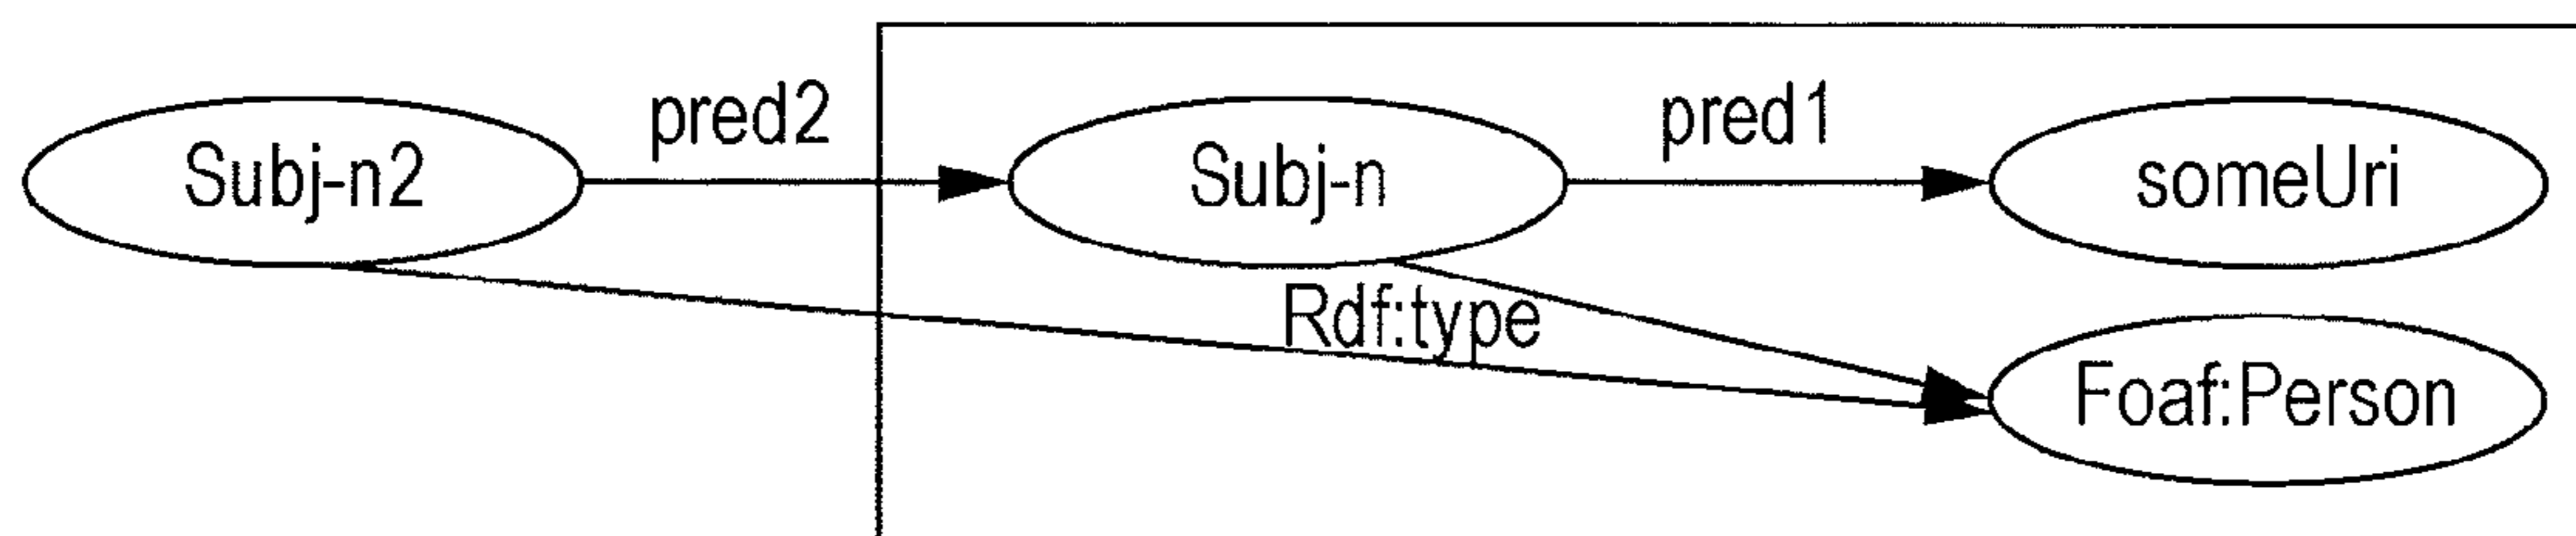 pred2
pred1
Subj-n2
Subj-n
someUri
Rdf:type
Foaf:Person